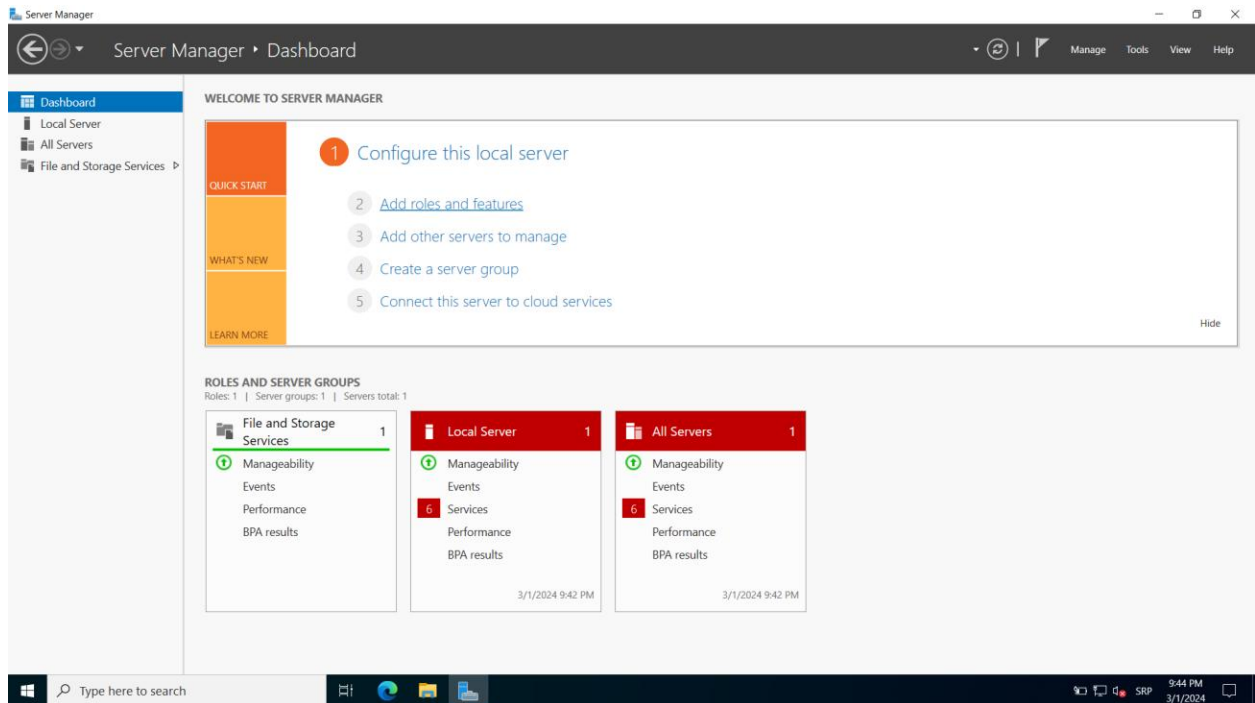 Server Manager
Server Manager • Dashboard
Manage Tools View Help
Dashboard
Local Server
All Servers
File and Storage Services
WELCOME TO SERVER MANAGER
QUICK START
WHAT'S NEW
LEARN MORE
1 Configure this local server
2 Add roles and features
3 Add other servers to manage
4 Create a server group
5 Connect this server to cloud services
Hide
ROLES AND SERVER GROUPS
Roles: 1 | Server groups: 1 | Servers total: 1
File and Storage
Services
1
Manageability
Events
Performance
BPA results
Local Server 1
Manageability
Events
6 Services
Performance
BPA results
3/1/2024 9:42 PM
All Servers 1
Manageability
Events
6 Services
Performance
BPA results
3/1/2024 9:42 PM
Type here to search
SRP
9:44 PM
3/1/2024